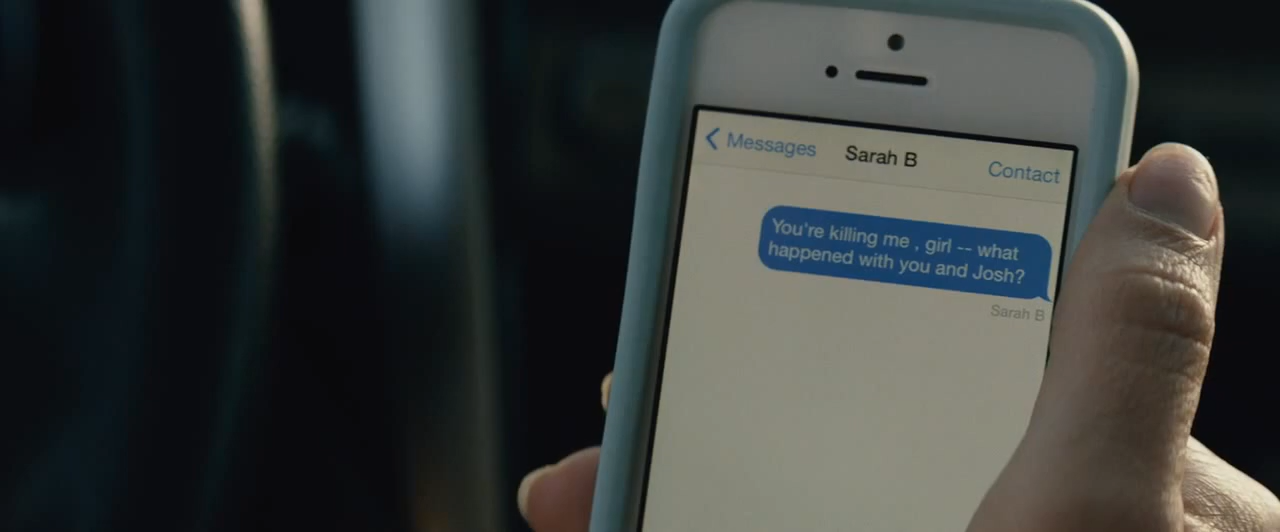 Messages Sarah B Contact
You're killing me , girl -- what
happened with you and Josh?
Sarah B